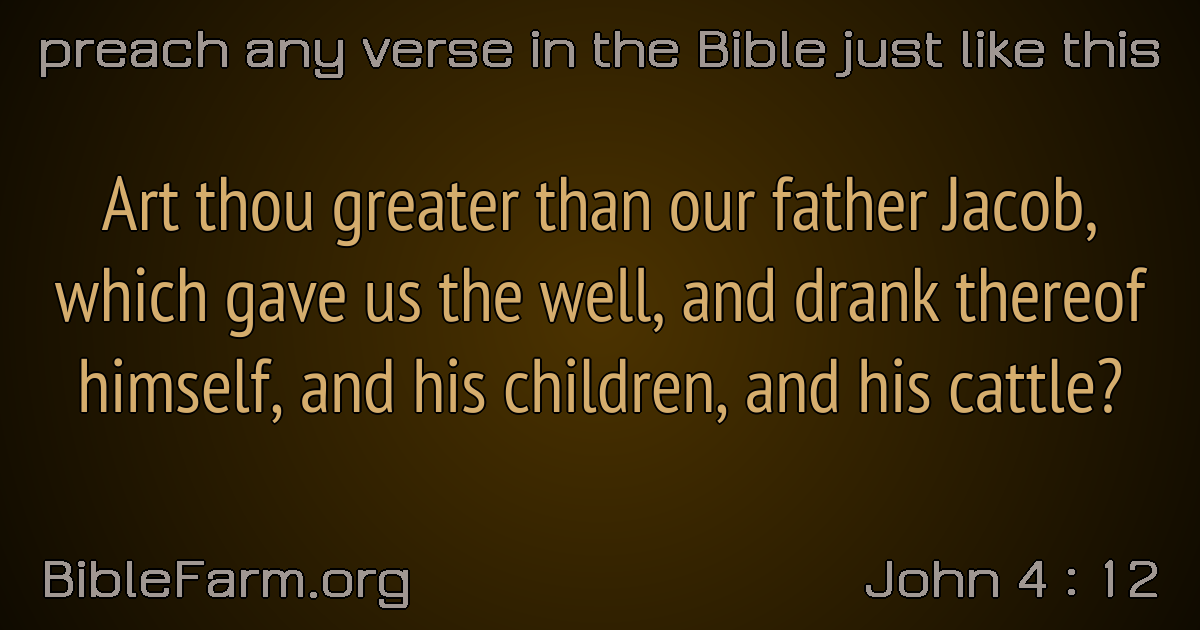 preach any verse in the Bible just like this
Art thou greater than our father Jacob,
which gave us the well, and drank thereof
himself, and his children, and his cattle?
BibleFarm.org
John 4 : 12